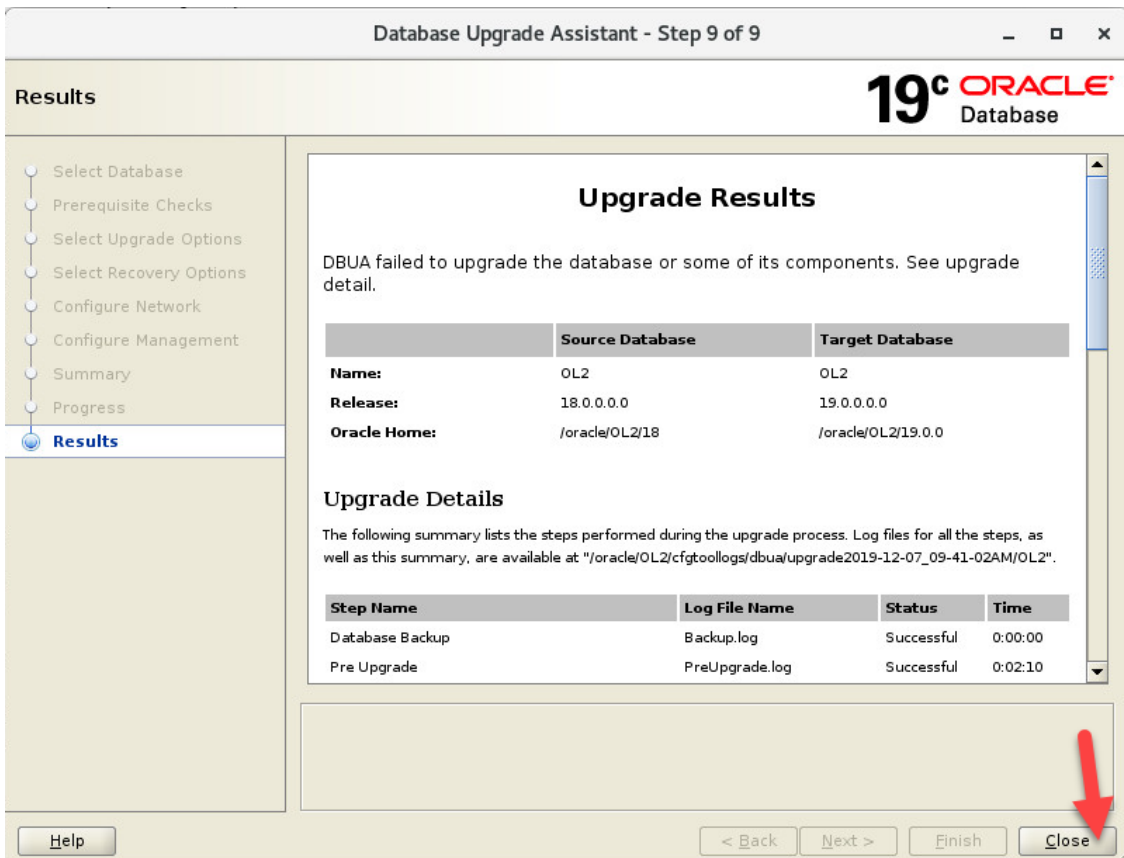 Database Upgrade Assistant - Step 9 of 9
Results
19c ORACLE
Database
Select Database
Prerequisite Checks
Select Upgrade Options
Select Recovery Options
Configure Network
Configure Management
Summary
Progress
Results
Upgrade Results
DBUA failed to upgrade the database or some of its components. See upgrade
detail.
Source Database Target Database
Name: OL2 OL2
Release: 18.0.0.0.0 19.0.0.0.0
Oracle Home: /oracle/OL2/18 /oracle/OL2/19.0.0
Upgrade Details
The following summary lists the steps performed during the upgrade process. Log files for all the steps, as
well as this summary, are available at "/oracle/OL2/cfgtoollogs/dbua/upgrade2019-12-07_09-41-02AM/OL2".
Step Name Log File Name Status Time
Database Backup Backup.log Successful 0:00:00
Pre Upgrade PreUpgrade.log Successful 0:02:10
Help < Back Next > Finish Close